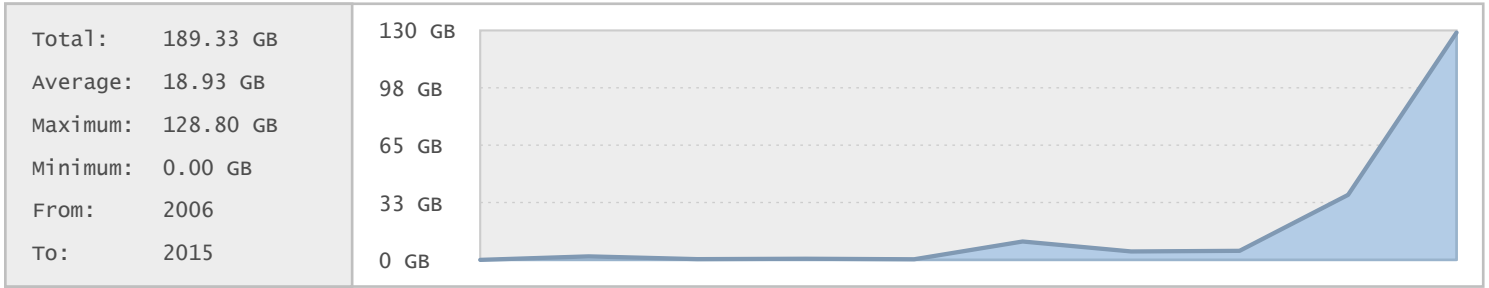 Total: 189.33 GB
Average: 18.93 GB
Maximum: 128.80 GB
Minimum: 0.00 GB
From: 2006
To: 2015
130 GB
98 GB
65 GB
33 GB
0 GB